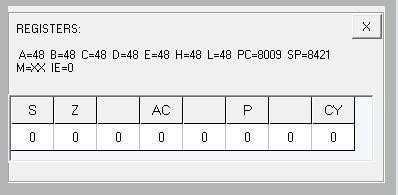 REGISTERS:
X
A=48 B=48 C=48 D=48 E=48 H=48 L=48 PC=8009 SP=8421
M=XX IE=0
S Z AC P CY
0 0 0 0 0 0 0 0